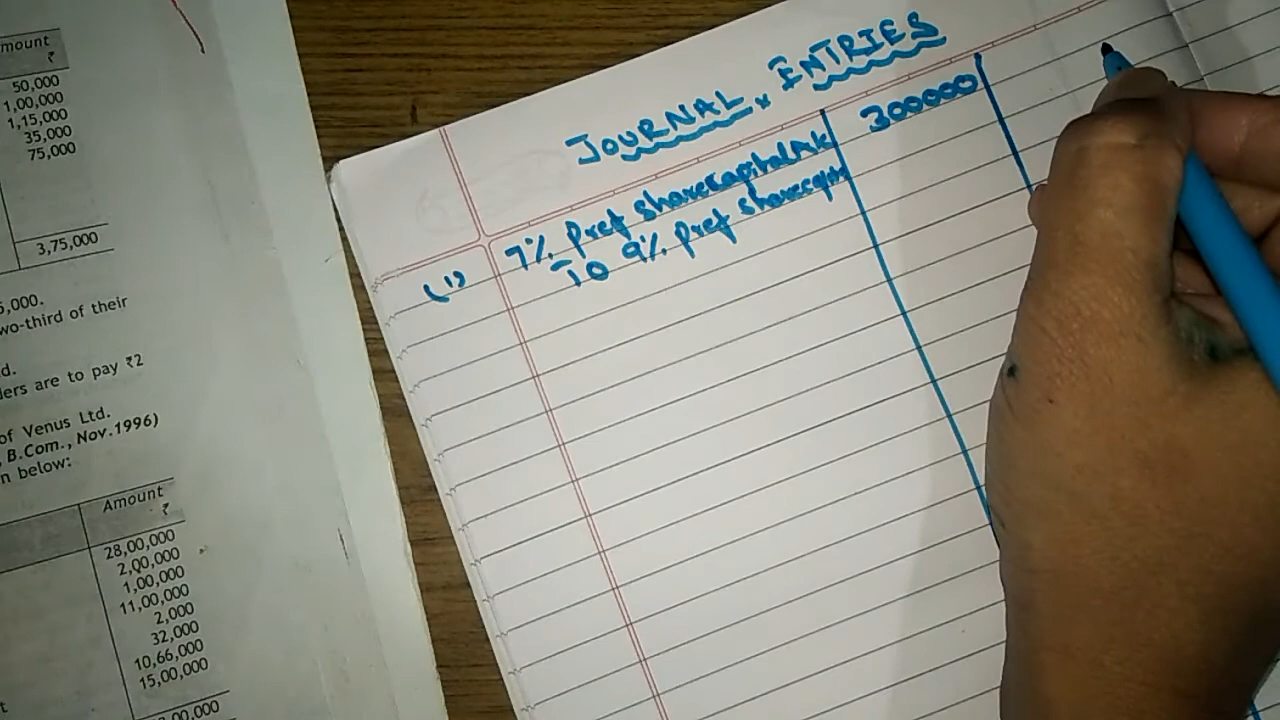 mount
₹
50,000
1,00,000
1,15,000
35,000
75,000
3,75,000
5,000.
wo-third of their
d.
ders are to pay ₹2
of Venus Ltd.
, B.Com., Nov.1996)
n below:
Amount
₹
28,00,000
2,00,000
1,00,000
11,00,000
2,000
32,000
10,66,000
15,00,000
t
00,000
JOURNAL ENTRIES
(1) 7% Pref share capital A/c 300000
To 9% Pref share